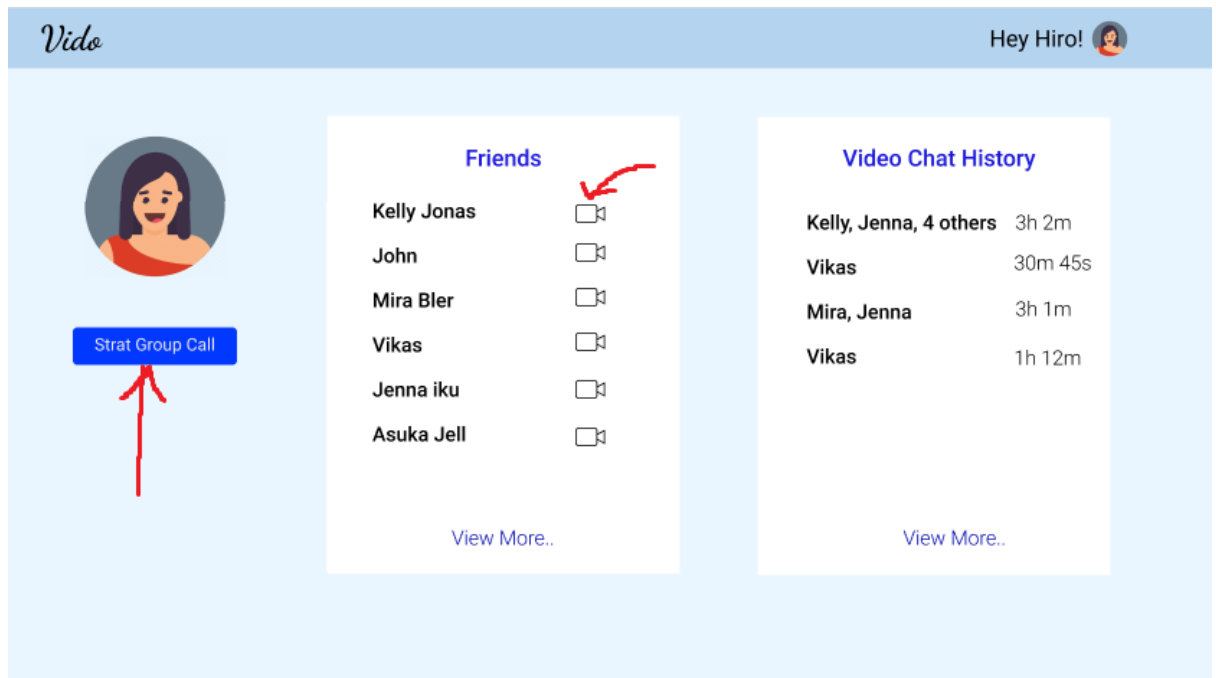 Vido
Hey Hiro!
Strat Group Call
Friends
Kelly Jonas
John
Mira Bler
Vikas
Jenna iku
Asuka Jell
View More..
Video Chat History
Kelly, Jenna, 4 others 3h 2m
Vikas 30m 45s
Mira, Jenna 3h 1m
Vikas 1h 12m
View More..